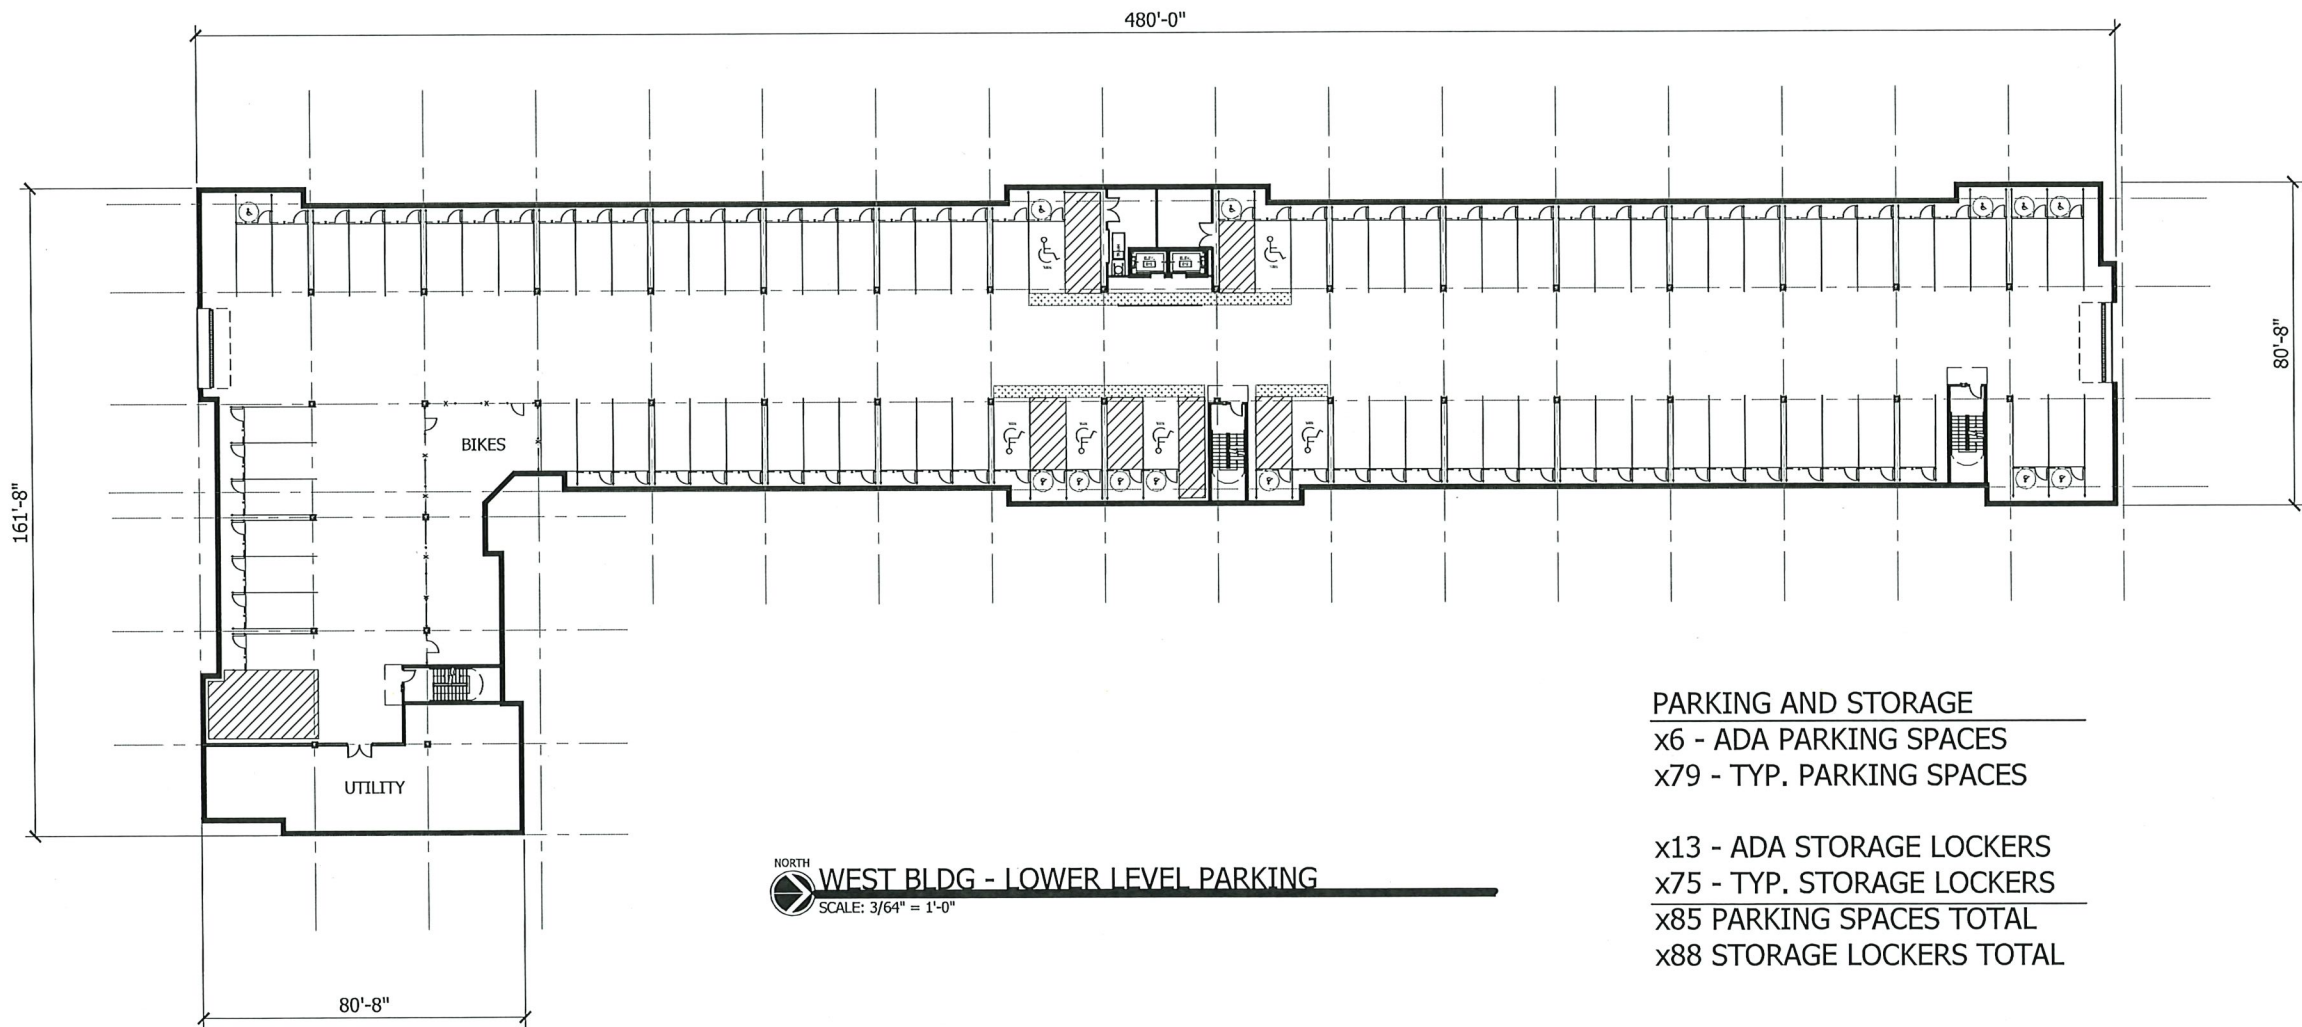 480'-0"
161'-8"
80'-8"
BIKES
UTILITY
80'-8"
NORTH
WEST BLDG - LOWER LEVEL PARKING
SCALE: 3/64" = 1'-0"
PARKING AND STORAGE
x6 - ADA PARKING SPACES
x79 - TYP. PARKING SPACES
x13 - ADA STORAGE LOCKERS
x75 - TYP. STORAGE LOCKERS
x85 PARKING SPACES TOTAL
x88 STORAGE LOCKERS TOTAL